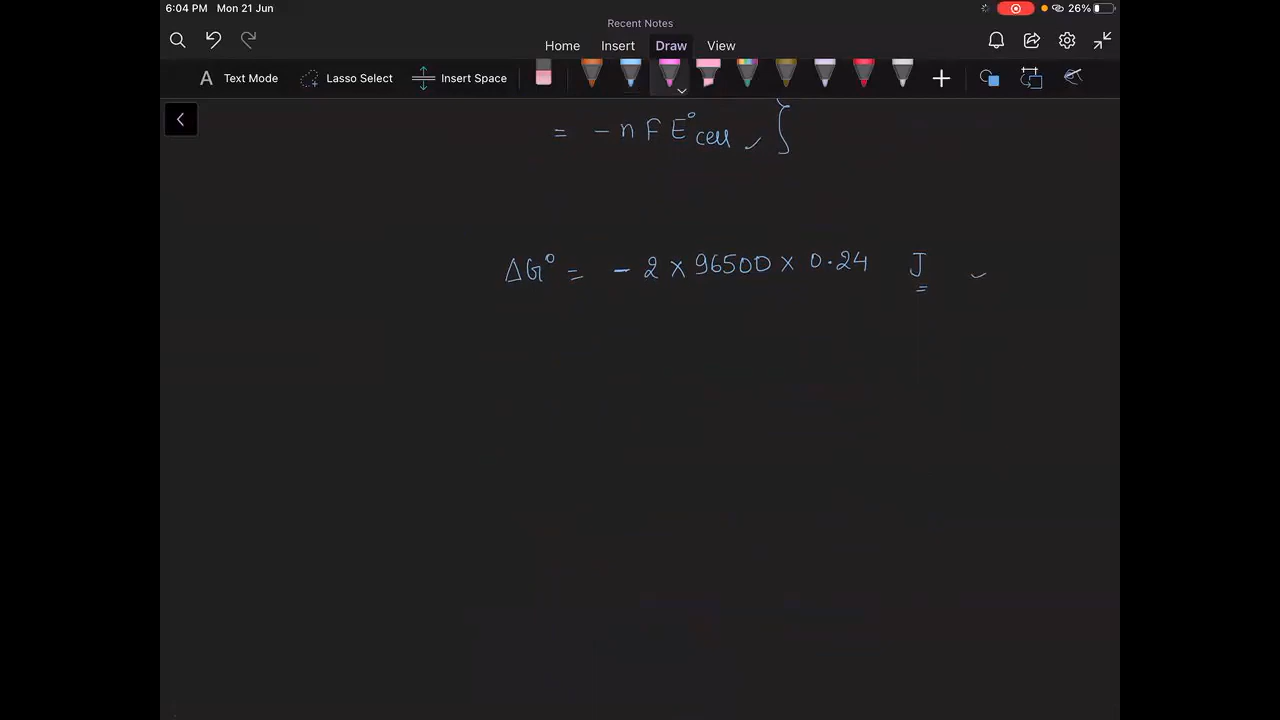 6:04 PM Mon 21 Jun 26%
Recent Notes
Home Insert Draw View
A Text Mode Lasso Select Insert Space
= - n F E°cell }
ΔG° = - 2 × 96500 × 0.24 J